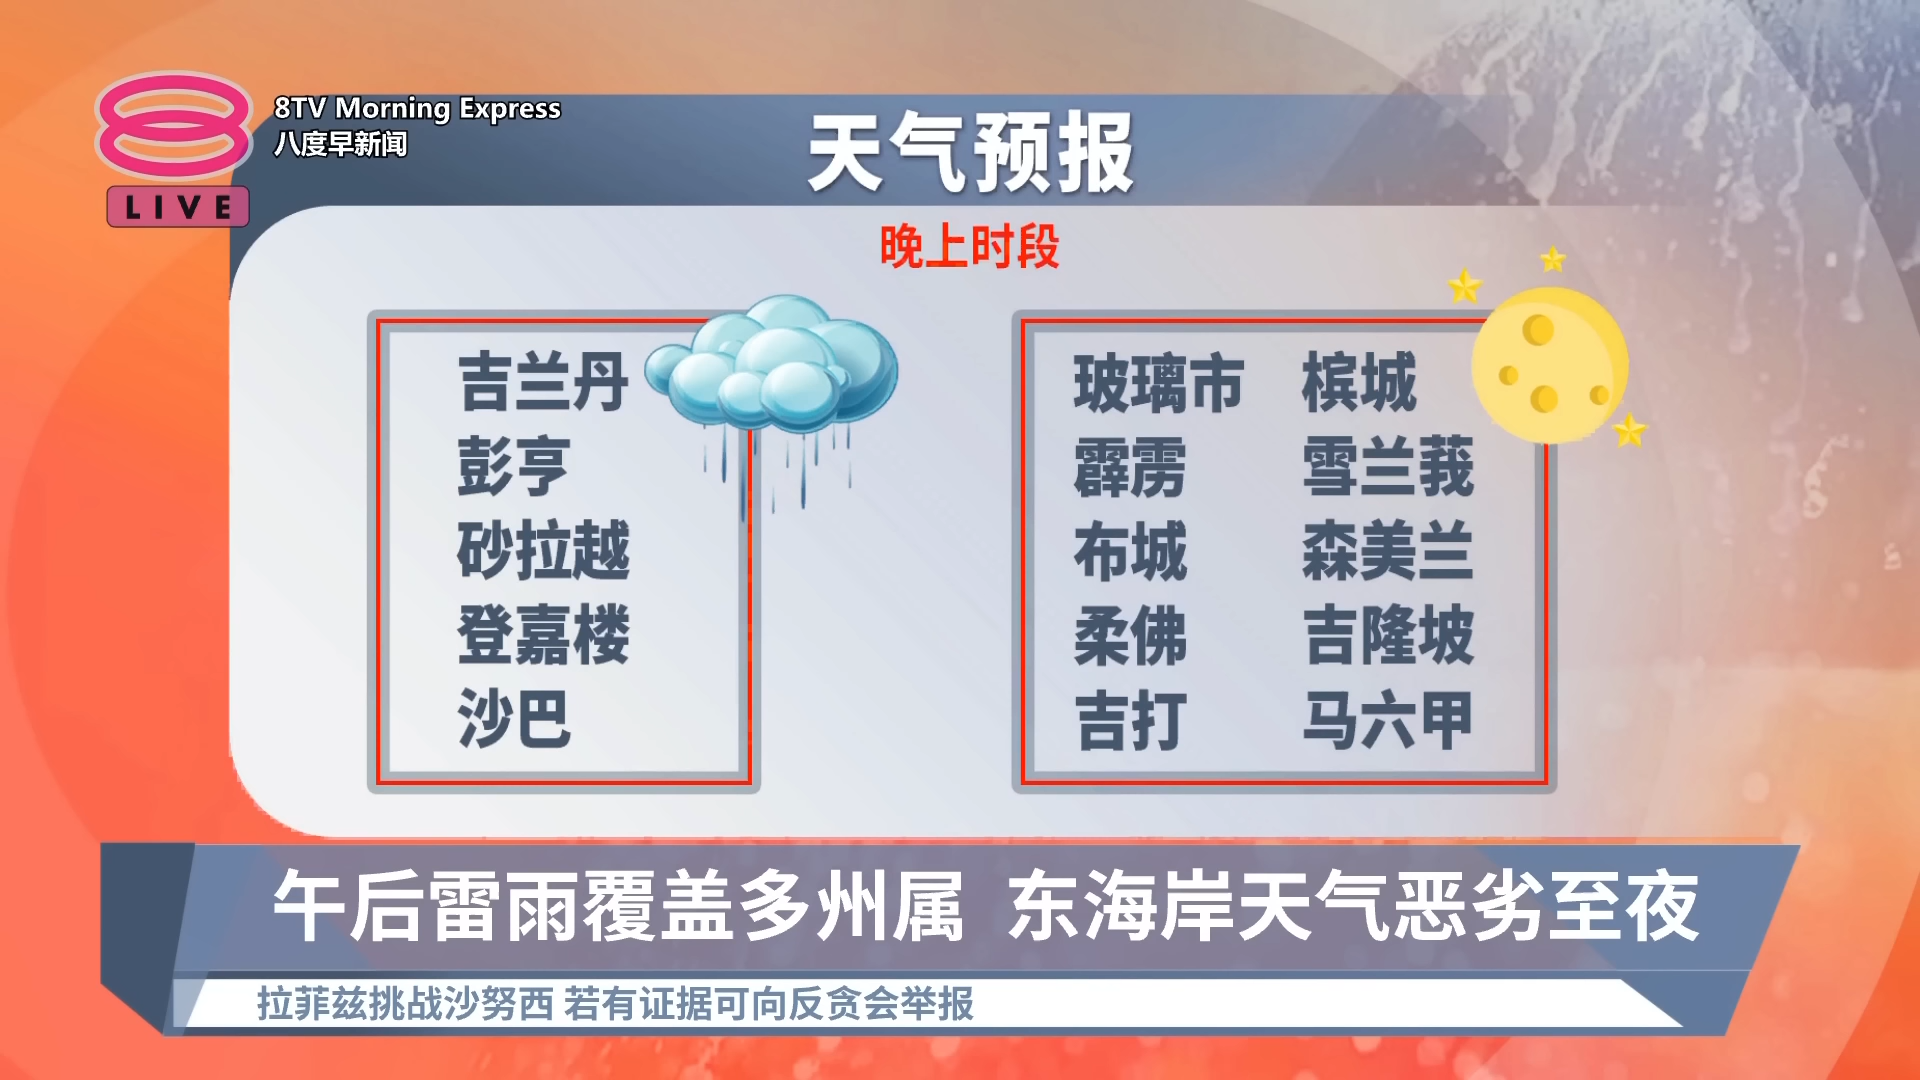 8TV Morning Express
八度早新闻
LIVE
天气预报
晚上时段
吉兰丹
彭亨
砂拉越
登嘉楼
沙巴
玻璃市 槟城
霹雳 雪兰莪
布城 森美兰
柔佛 吉隆坡
吉打 马六甲
午后雷雨覆盖多州属 东海岸天气恶劣至夜
拉菲兹挑战沙努西 若有证据可向反贪会举报